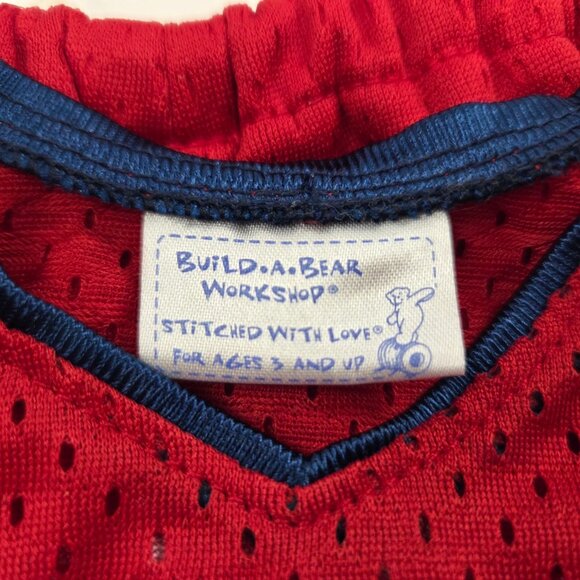 BUiLD•A•BEAR
WORKSHOP®
STiTCHED WiTH LOVE®
FOR AGES 3 AND UP